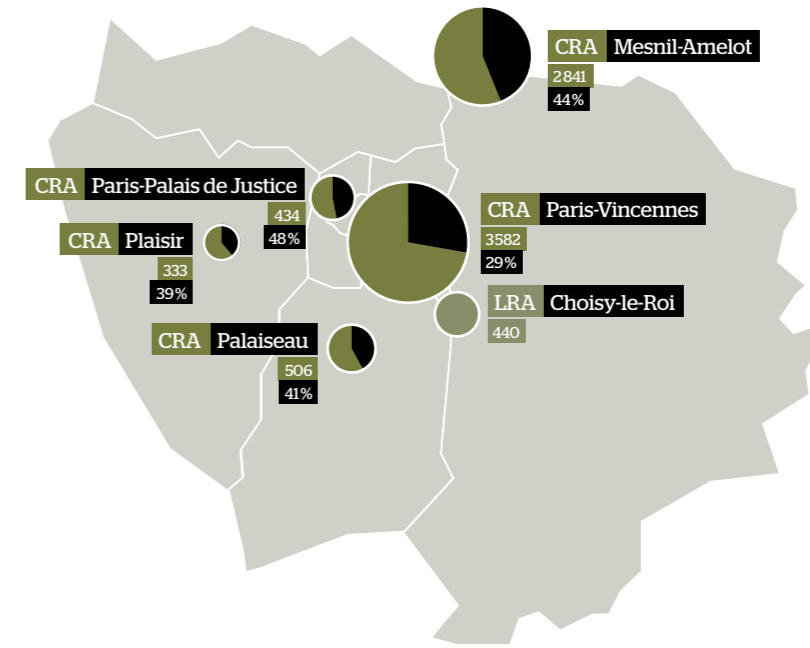 CRA Mesnil-Amelot
2841
44%
CRA Paris-Palais de Justice
434
48%
CRA Paris-Vincennes
3582
29%
CRA Plaisir
333
39%
LRA Choisy-le-Roi
440
CRA Palaiseau
506
41%